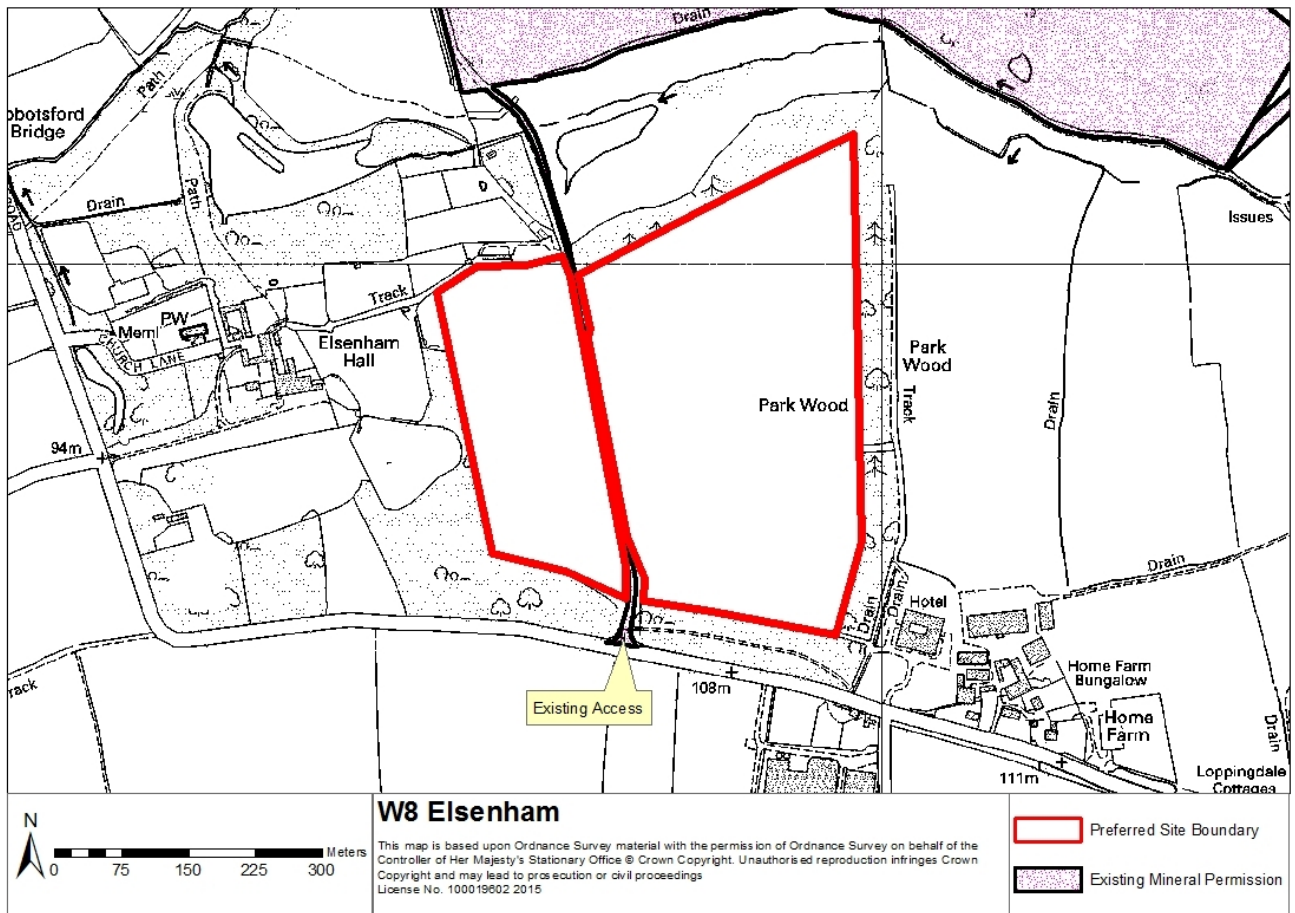 Drain
Path
bbotsford
Bridge
Path
Drain
ROAD
Issues
Track
PW
Meml
CHURCH LANE
Elsenham
Hall
Park
Wood
Park Wood
Track
Drain
94m
Drain
Drain
Drain
Hotel
Existing Access
108m
Home Farm
Bungalow
Home
Farm
Drain
111m
Loppingdale
Cottages
rack
N
0 75 150 225 300 Meters
W8 Elsenham
This map is based upon Ordnance Survey material with the permission of Ordnance Survey on behalf of the
Controller of Her Majesty's Stationary Office © Crown Copyright. Unauthorised reproduction infringes Crown
Copyright and may lead to prosecution or civil proceedings
License No. 100019602 2015
Preferred Site Boundary
Existing Mineral Permission